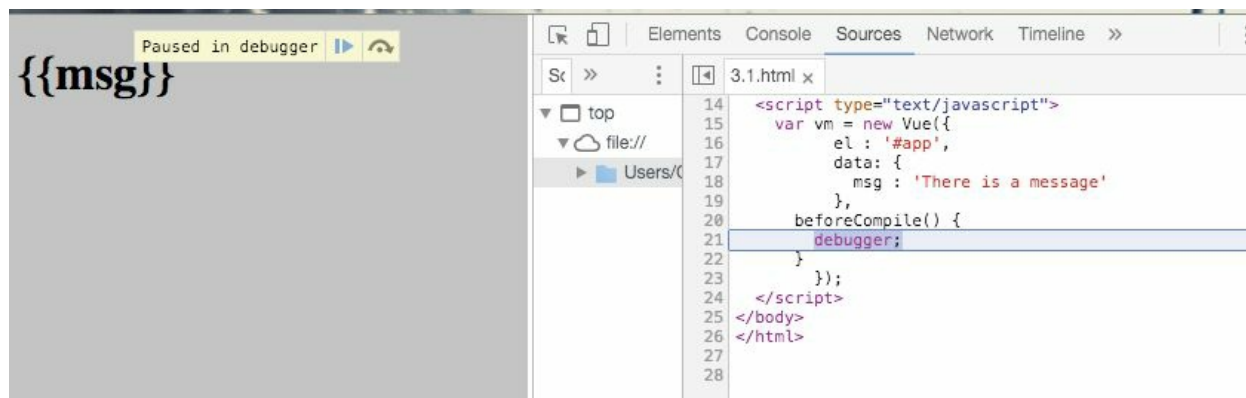 Paused in debugger
{{msg}}
Elements Console Sources Network Timeline »
»
3.1.html ×
top
file://
Users/
14 <script type="text/javascript">
15 var vm = new Vue({
16 el : '#app',
17 data: {
18 msg : 'There is a message'
19 },
20 beforeCompile() {
21 debugger;
22 }
23 });
24 </script>
25 </body>
26 </html>
27
28